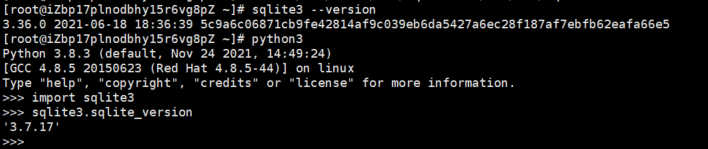 [root@iZbp17plnodbhy15r6vg8pZ ~]# sqlite3 --version
3.36.0 2021-06-18 18:36:39 5c9a6c06871cb9fe42814af9c039eb6da5427a6ec28f187af7ebfb62eafa66e5
[root@iZbp17plnodbhy15r6vg8pZ ~]# python3
Python 3.8.3 (default, Nov 24 2021, 14:49:24)
[GCC 4.8.5 20150623 (Red Hat 4.8.5-44)] on linux
Type "help", "copyright", "credits" or "license" for more information.
>>> import sqlite3
>>> sqlite3.sqlite_version
'3.7.17'
>>>